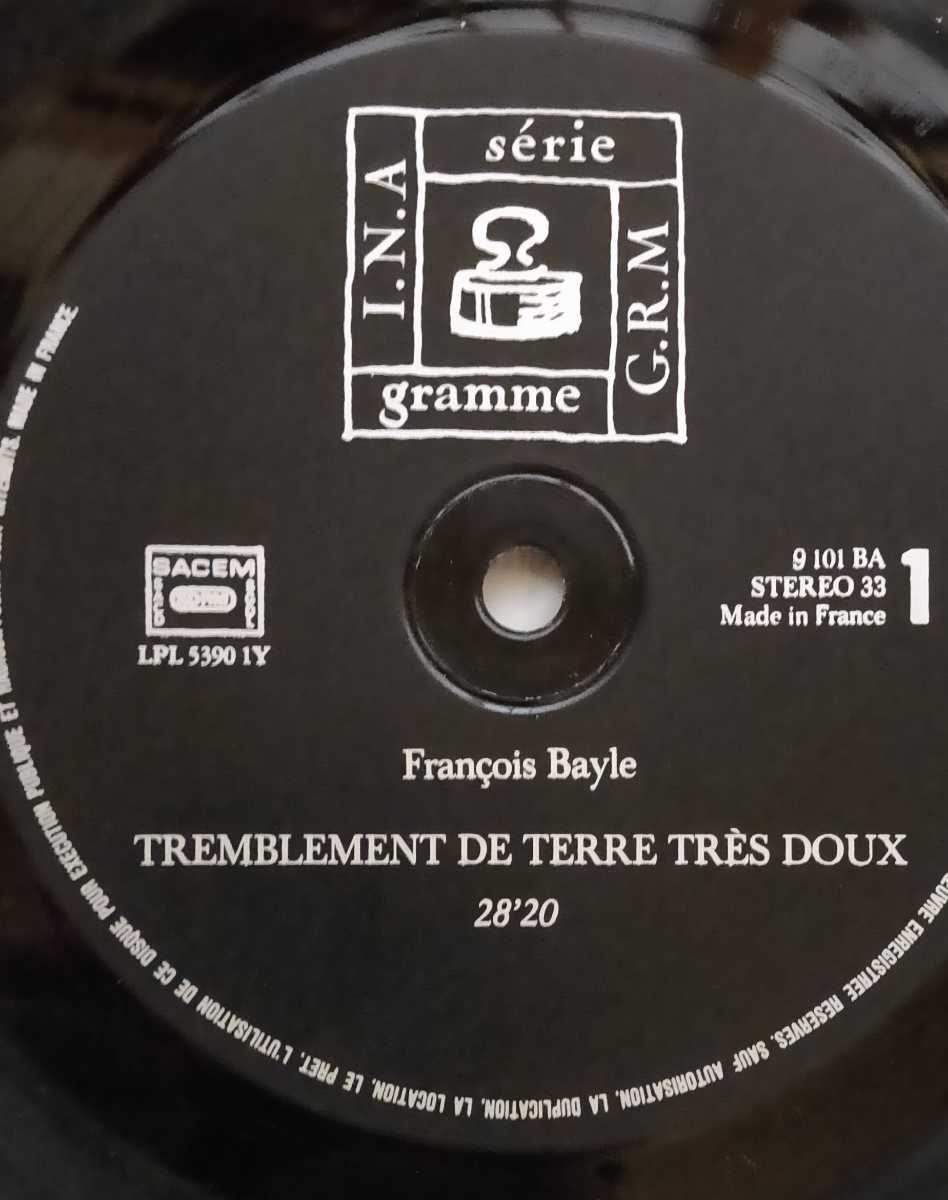 série
I.N.A
G.R.M
gramme
SACEM
LPL 5390 1Y
9 101 BA
STEREO 33
Made in France
1
François Bayle
TREMBLEMENT DE TERRE TRÈS DOUX
28'20
ŒUVRE ENREGISTREE RESERVES. SAUF AUTORISATION, LA DUPLICATION, LA LOCATION, LE PRET, L'UTILISATION DE CE DISQUE POUR EXECUTION PUBLIQUE ET MADE IN FRANCE